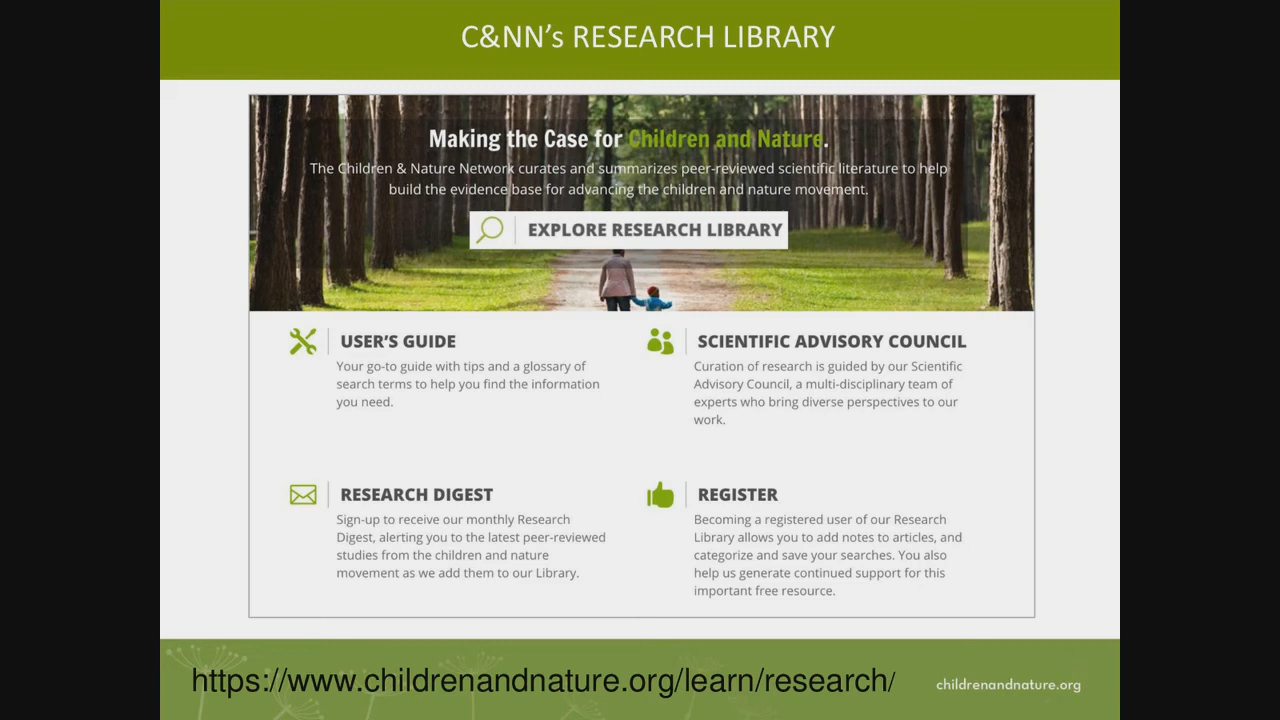 C&NN’s RESEARCH LIBRARY
Making the Case for Children and Nature.
The Children & Nature Network curates and summarizes peer-reviewed scientific literature to help
build the evidence base for advancing the children and nature movement.
EXPLORE RESEARCH LIBRARY
USER’S GUIDE
Your go-to guide with tips and a glossary of
search terms to help you find the information
you need.
SCIENTIFIC ADVISORY COUNCIL
Curation of research is guided by our Scientific
Advisory Council, a multi-disciplinary team of
experts who bring diverse perspectives to our
work.
RESEARCH DIGEST
Sign-up to receive our monthly Research
Digest, alerting you to the latest peer-reviewed
studies from the children and nature
movement as we add them to our Library.
REGISTER
Becoming a registered user of our Research
Library allows you to add notes to articles, and
categorize and save your searches. You also
help us generate continued support for this
important free resource.
https://www.childrenandnature.org/learn/research/
childrenandnature.org